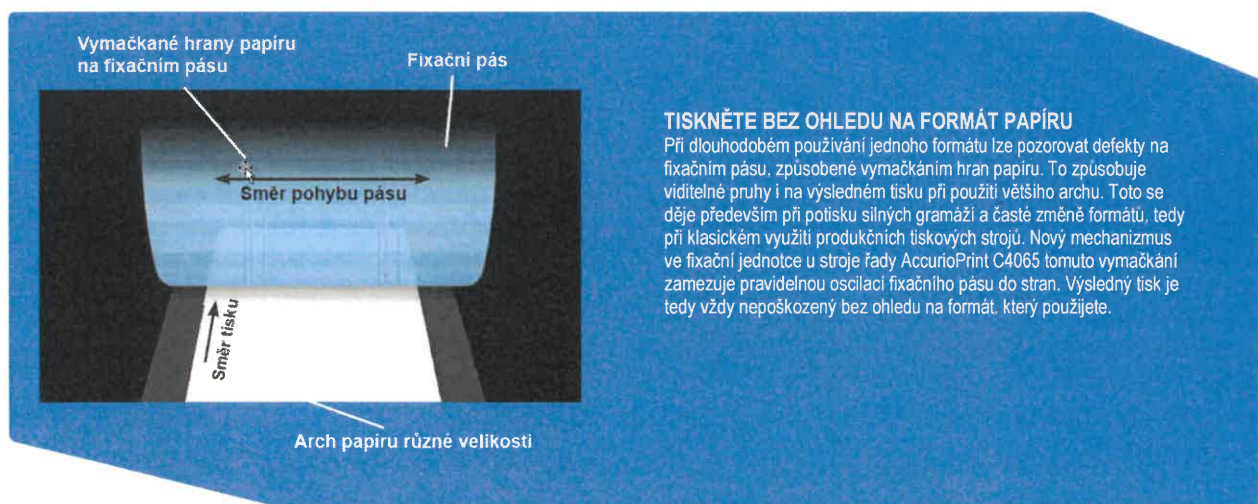 Vymačkané hrany papíru
na fixačním pásu
Fixační pás
Směr pohybu pásu
Směr tisku
Arch papíru různé velikosti
TISKNĚTE BEZ OHLEDU NA FORMÁT PAPÍRU
Při dlouhodobém používání jednoho formátu lze pozorovat defekty na
fixačním pásu, způsobené vymačkáním hran papíru. To způsobuje
viditelné pruhy i na výsledném tisku při použití většího archu. Toto se
děje především při potisku silných gramáží a časté změně formátů, tedy
při klasickém využití produkčních tiskových strojů. Nový mechanizmus
ve fixační jednotce u stroje řady AccurioPrint C4065 tomuto vymačkání
zamezuje pravidelnou oscilací fixačního pásu do stran. Výsledný tisk je
tedy vždy nepoškozený bez ohledu na formát, který použijete.